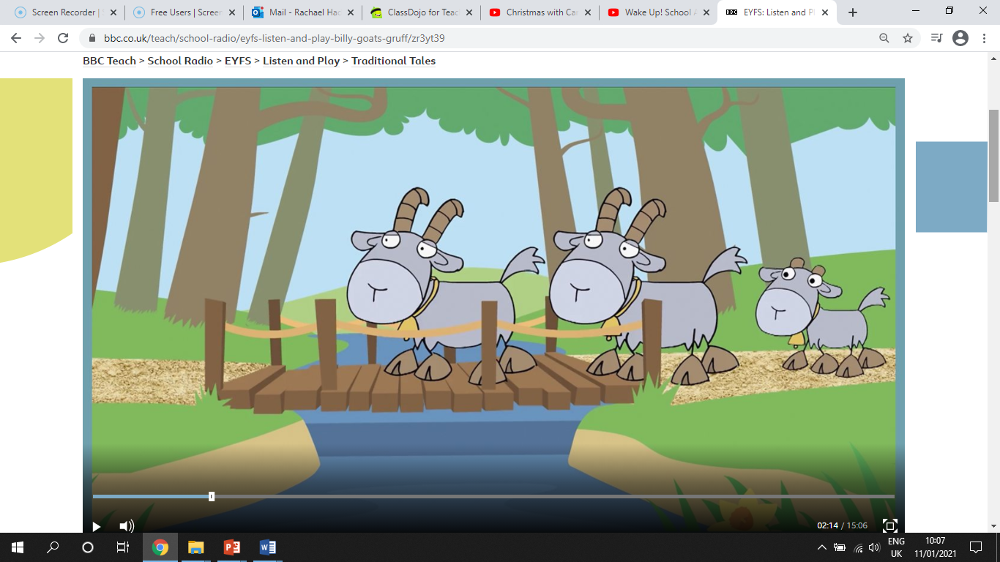 Screen Recorder |
Free Users | Screen
Mail - Rachael Hac
ClassDojo for Teac
Christmas with Car
Wake Up! School A
BBC EYFS: Listen and Pl
bbc.co.uk/teach/school-radio/eyfs-listen-and-play-billy-goats-gruff/zr3yt39
BBC Teach > School Radio > EYFS > Listen and Play > Traditional Tales
02:14 / 15:06
ENG 10:07
UK 11/01/2021